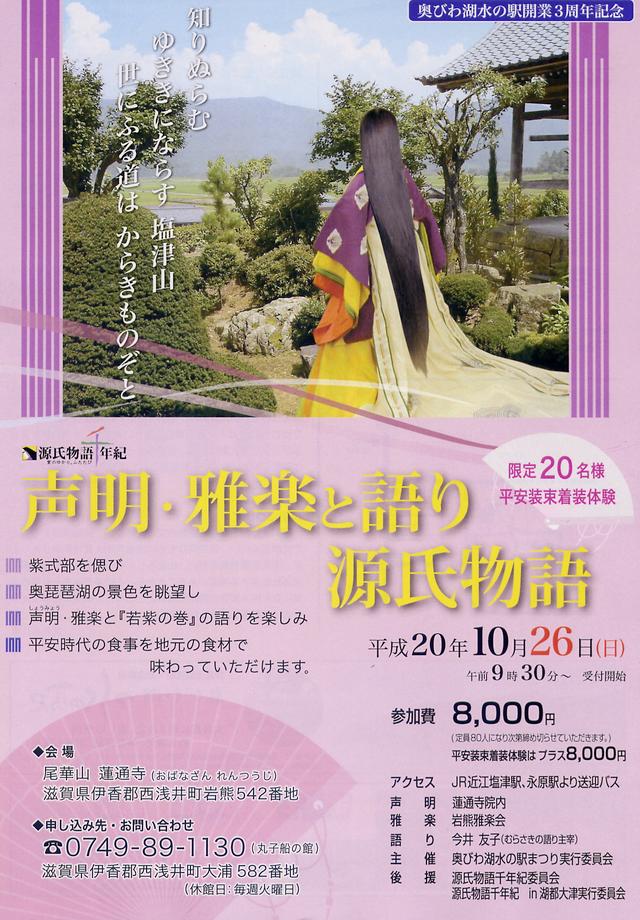 奥びわ湖水の駅開業3周年記念
知りぬらむ
ゆききにならす 塩津山
世にふる道は からきものぞと
源氏物語千年紀
限定20名様
平安装束着装体験
声明・雅楽と語り
源氏物語
紫式部を偲び
奥琵琶湖の景色を眺望し
しょうみょう
声明・雅楽と『若紫の巻』の語りを楽しみ
平安時代の食事を地元の食材で
味わっていただけます。
平成20年10月26日(日)
午前9時30分～ 受付開始
参加費 8,000円
(定員80人になり次第締め切らせていただきます。)
平安装束着装体験は プラス8,000円
◆会 場
尾華山 蓮通寺(おばなざん れんつうじ)
滋賀県伊香郡西浅井町岩熊542番地
◆申し込み先・お問い合わせ
☎0749-89-1130(丸子船の館)
滋賀県伊香郡西浅井町大浦582番地
(休館日:毎週火曜日)
アクセス JR近江塩津駅、永原駅より送迎バス
声 明 蓮通寺院内
雅 楽 岩熊雅楽会
語 り 今井 友子(むらさきの語り主宰)
主 催 奥びわ湖水の駅まつり実行委員会
後 援 源氏物語千年紀委員会
源氏物語千年紀 in湖都大津実行委員会